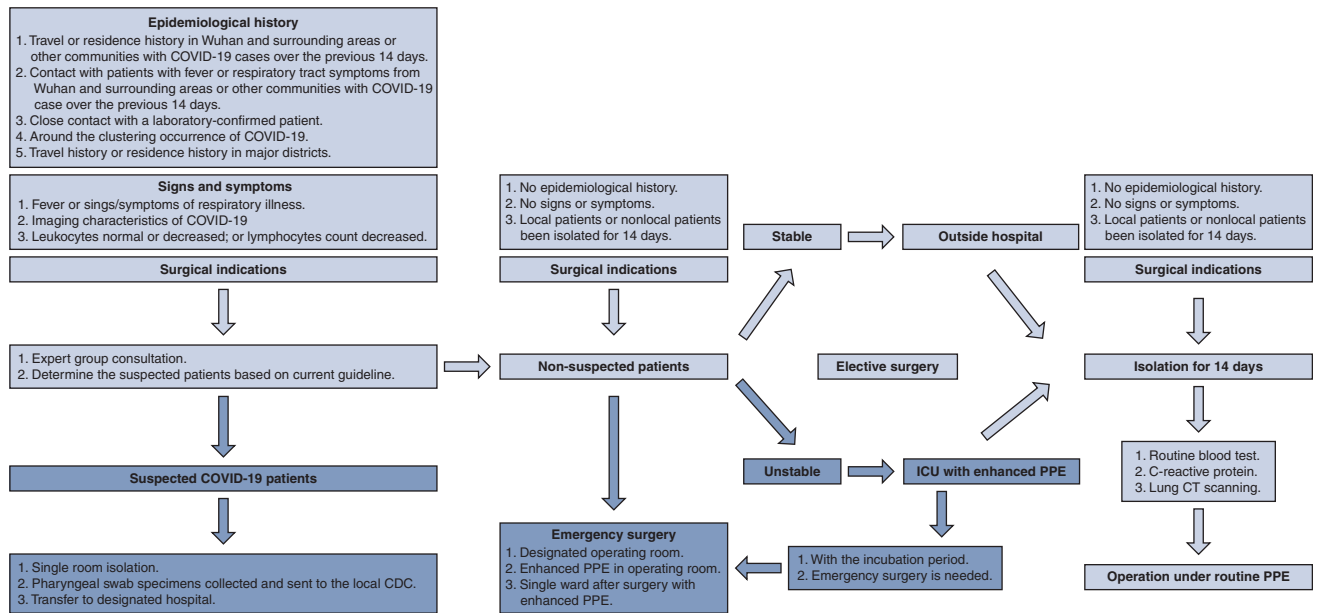 Epidemiological history
1. Travel or residence history in Wuhan and surrounding areas or
other communities with COVID-19 cases over the previous 14 days.
2. Contact with patients with fever or respiratory tract symptoms from
Wuhan and surrounding areas or other communities with COVID-19
case over the previous 14 days.
3. Close contact with a laboratory-confirmed patient.
4. Around the clustering occurrence of COVID-19.
5. Travel history or residence history in major districts.
Signs and symptoms
1. Fever or sings/symptoms of respiratory illness.
2. Imaging characteristics of COVID-19
3. Leukocytes normal or decreased; or lymphocytes count decreased.
Surgical indications
1. Expert group consultation.
2. Determine the suspected patients based on current guideline.
Suspected COVID-19 patients
1. Single room isolation.
2. Pharyngeal swab specimens collected and sent to the local CDC.
3. Transfer to designated hospital.
1. No epidemiological history.
2. No signs or symptoms.
3. Local patients or nonlocal patients
been isolated for 14 days.
Surgical indications
Non-suspected patients
Emergency surgery
1. Designated operating room.
2. Enhanced PPE in operating room.
3. Single ward after surgery with
enhanced PPE.
Stable
Outside hospital
Elective surgery
Unstable
ICU with enhanced PPE
1. With the incubation period.
2. Emergency surgery is needed.
1. No epidemiological history.
2. No signs or symptoms.
3. Local patients or nonlocal patients
been isolated for 14 days.
Surgical indications
Isolation for 14 days
1. Routine blood test.
2. C-reactive protein.
3. Lung CT scanning.
Operation under routine PPE